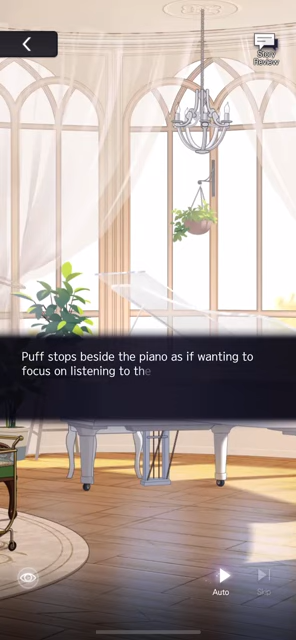 Story
Review
Puff stops beside the piano as if wanting to
focus on listening to the
Auto
Skip